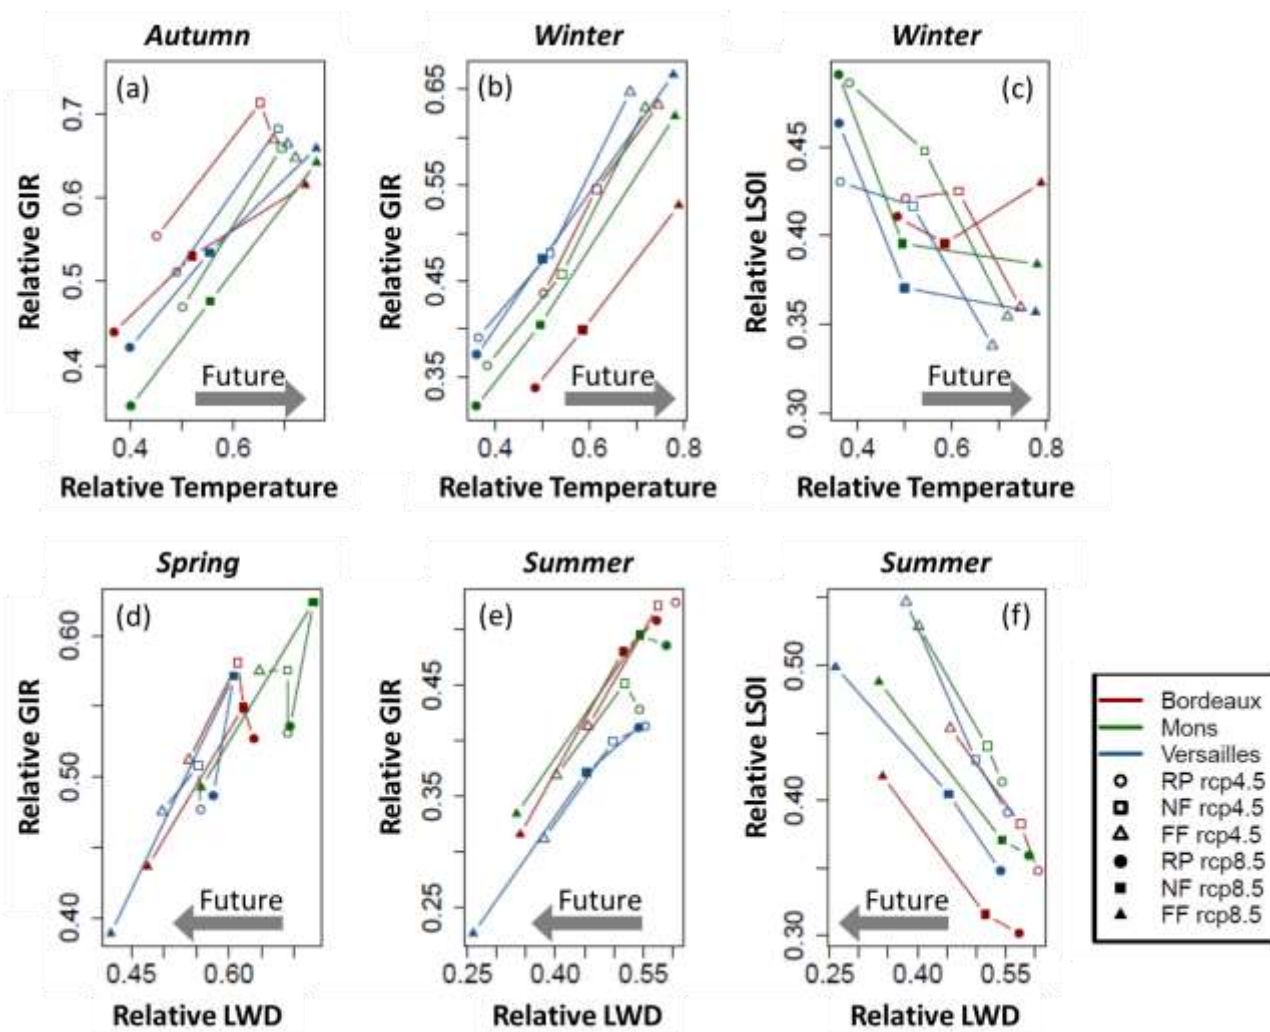 Autumn
Winter
Winter
(a)
(b)
(c)
Relative GIR
0.4 0.5 0.6 0.7
Relative GIR
0.35 0.45 0.55 0.65
Relative LS0I
0.30 0.35 0.40 0.45
Future
Future
Future
0.4 0.6
0.4 0.6 0.8
0.4 0.6 0.8
Relative Temperature
Relative Temperature
Relative Temperature
Spring
Summer
Summer
(d)
(e)
(f)
Relative GIR
0.40 0.50 0.60
Relative GIR
0.25 0.35 0.45
Relative LS0I
0.30 0.40 0.50
Future
Future
Future
0.45 0.60
0.25 0.40 0.55
0.25 0.40 0.55
Relative LWD
Relative LWD
Relative LWD
Bordeaux
Mons
Versailles
RP rcp4.5
NF rcp4.5
FF rcp4.5
RP rcp8.5
NF rcp8.5
FF rcp8.5